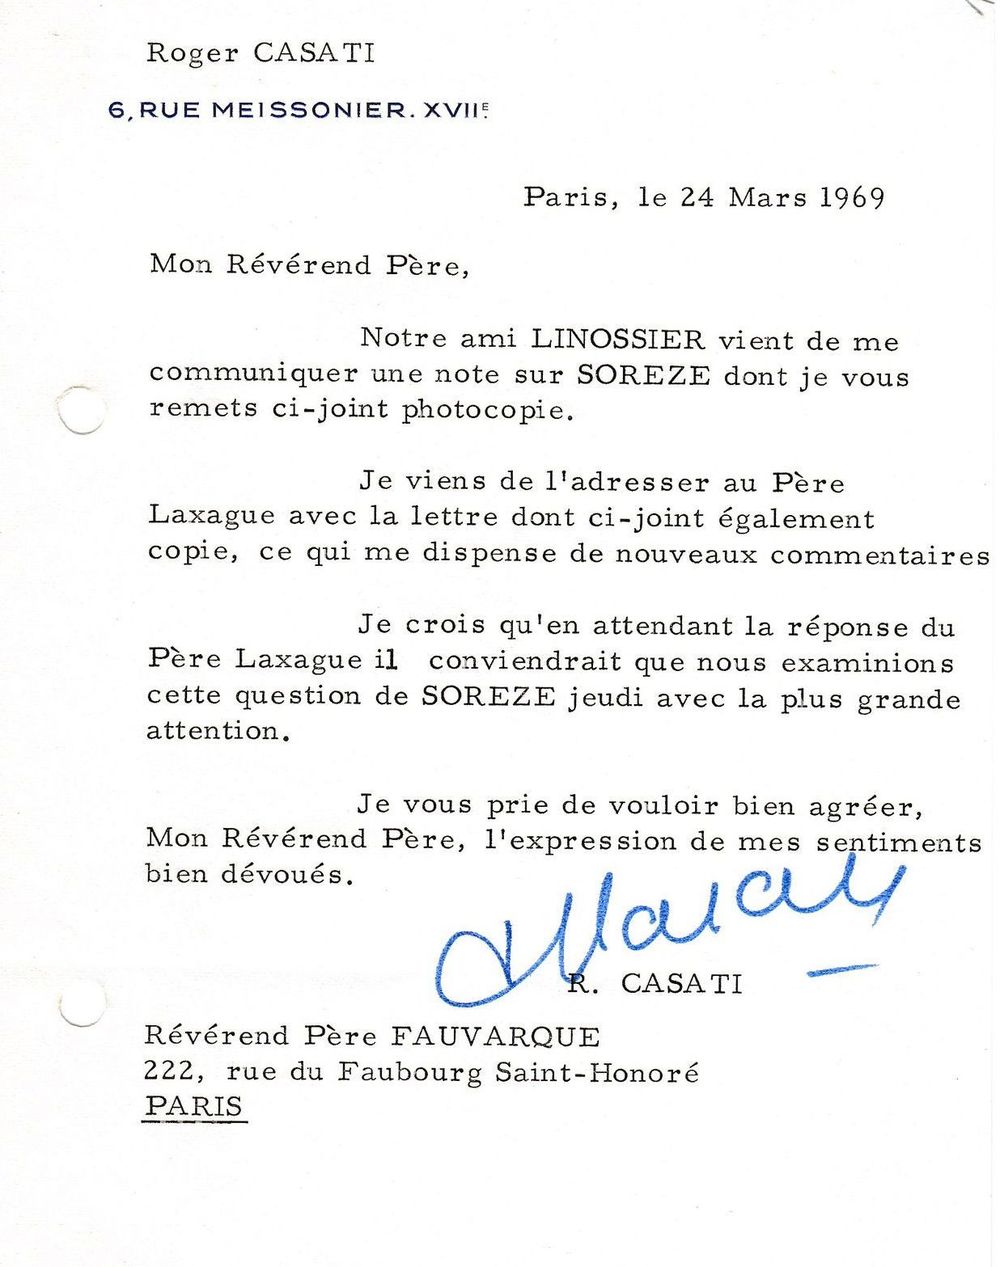 Roger CASATI
6, RUE MEISSONIER. XVIIE.
Paris, le 24 Mars 1969
Mon Révérend Père,
Notre ami LINOSSIER vient de me
communiquer une note sur SOREZE dont je vous
remets ci-joint photocopie.
Je viens de l'adresser au Père
Laxague avec la lettre dont ci-joint également
copie, ce qui me dispense de nouveaux commentaires
Je crois qu'en attendant la réponse du
Père Laxague il conviendrait que nous examinions
cette question de SOREZE jeudi avec la plus grande
attention.
Je vous prie de vouloir bien agréer,
Mon Révérend Père, l'expression de mes sentiments
bien dévoués.
R. CASATI
Révérend Père FAUVARQUE
222, rue du Faubourg Saint-Honoré
PARIS